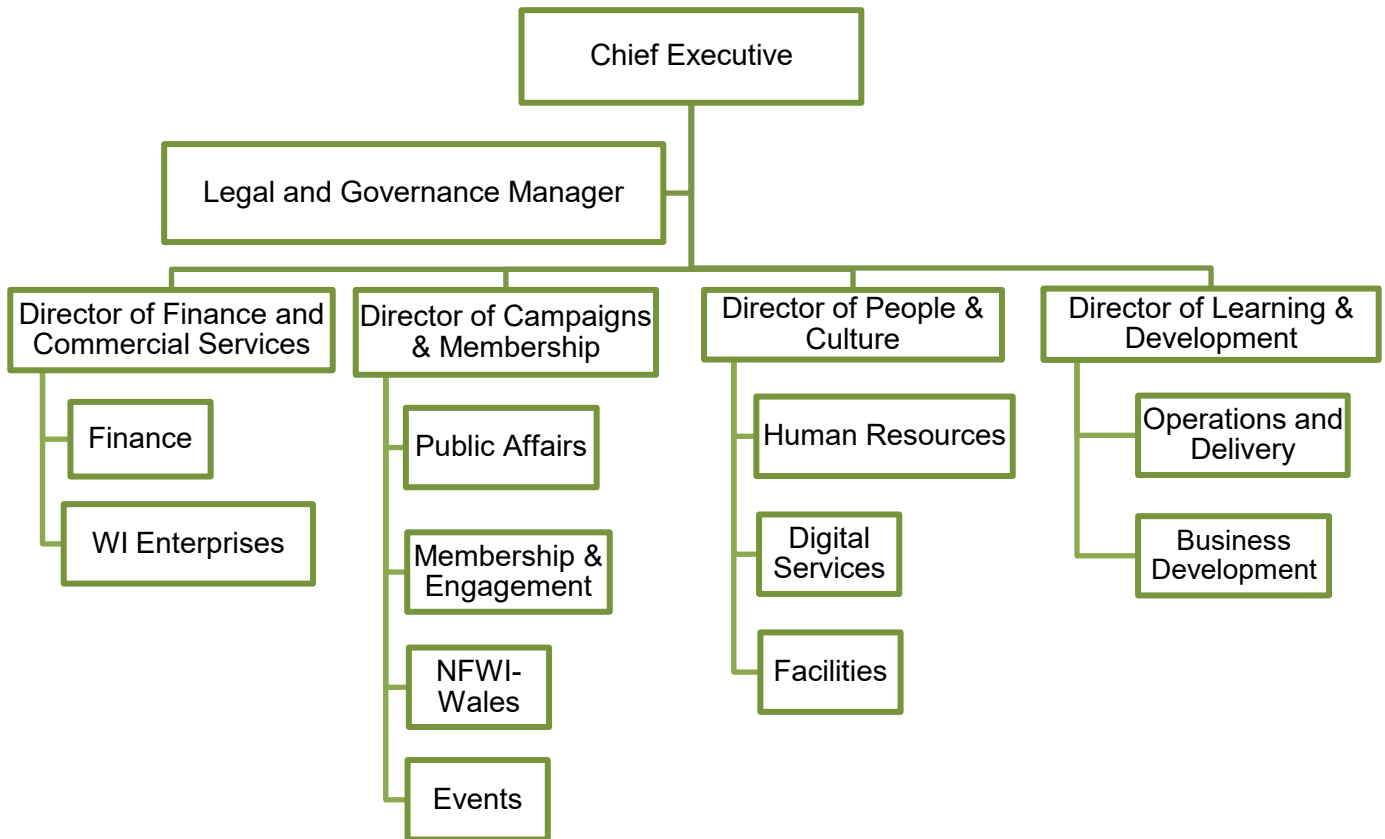 Chief Executive
Legal and Governance Manager
Director of Finance and
Commercial Services
Finance
WI Enterprises
Director of Campaigns
& Membership
Public Affairs
Membership &
Engagement
NFWI-
Wales
Events
Director of People &
Culture
Human Resources
Digital
Services
Facilities
Director of Learning &
Development
Operations and
Delivery
Business
Development